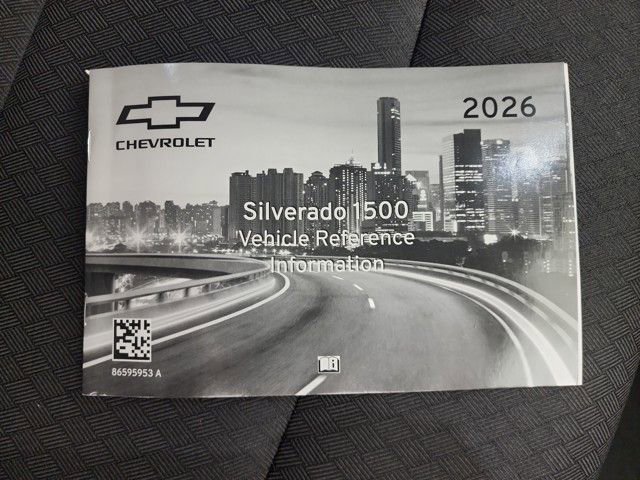 2026
CHEVROLET
Silverado 1500
Vehicle Reference
Information
86595953 A